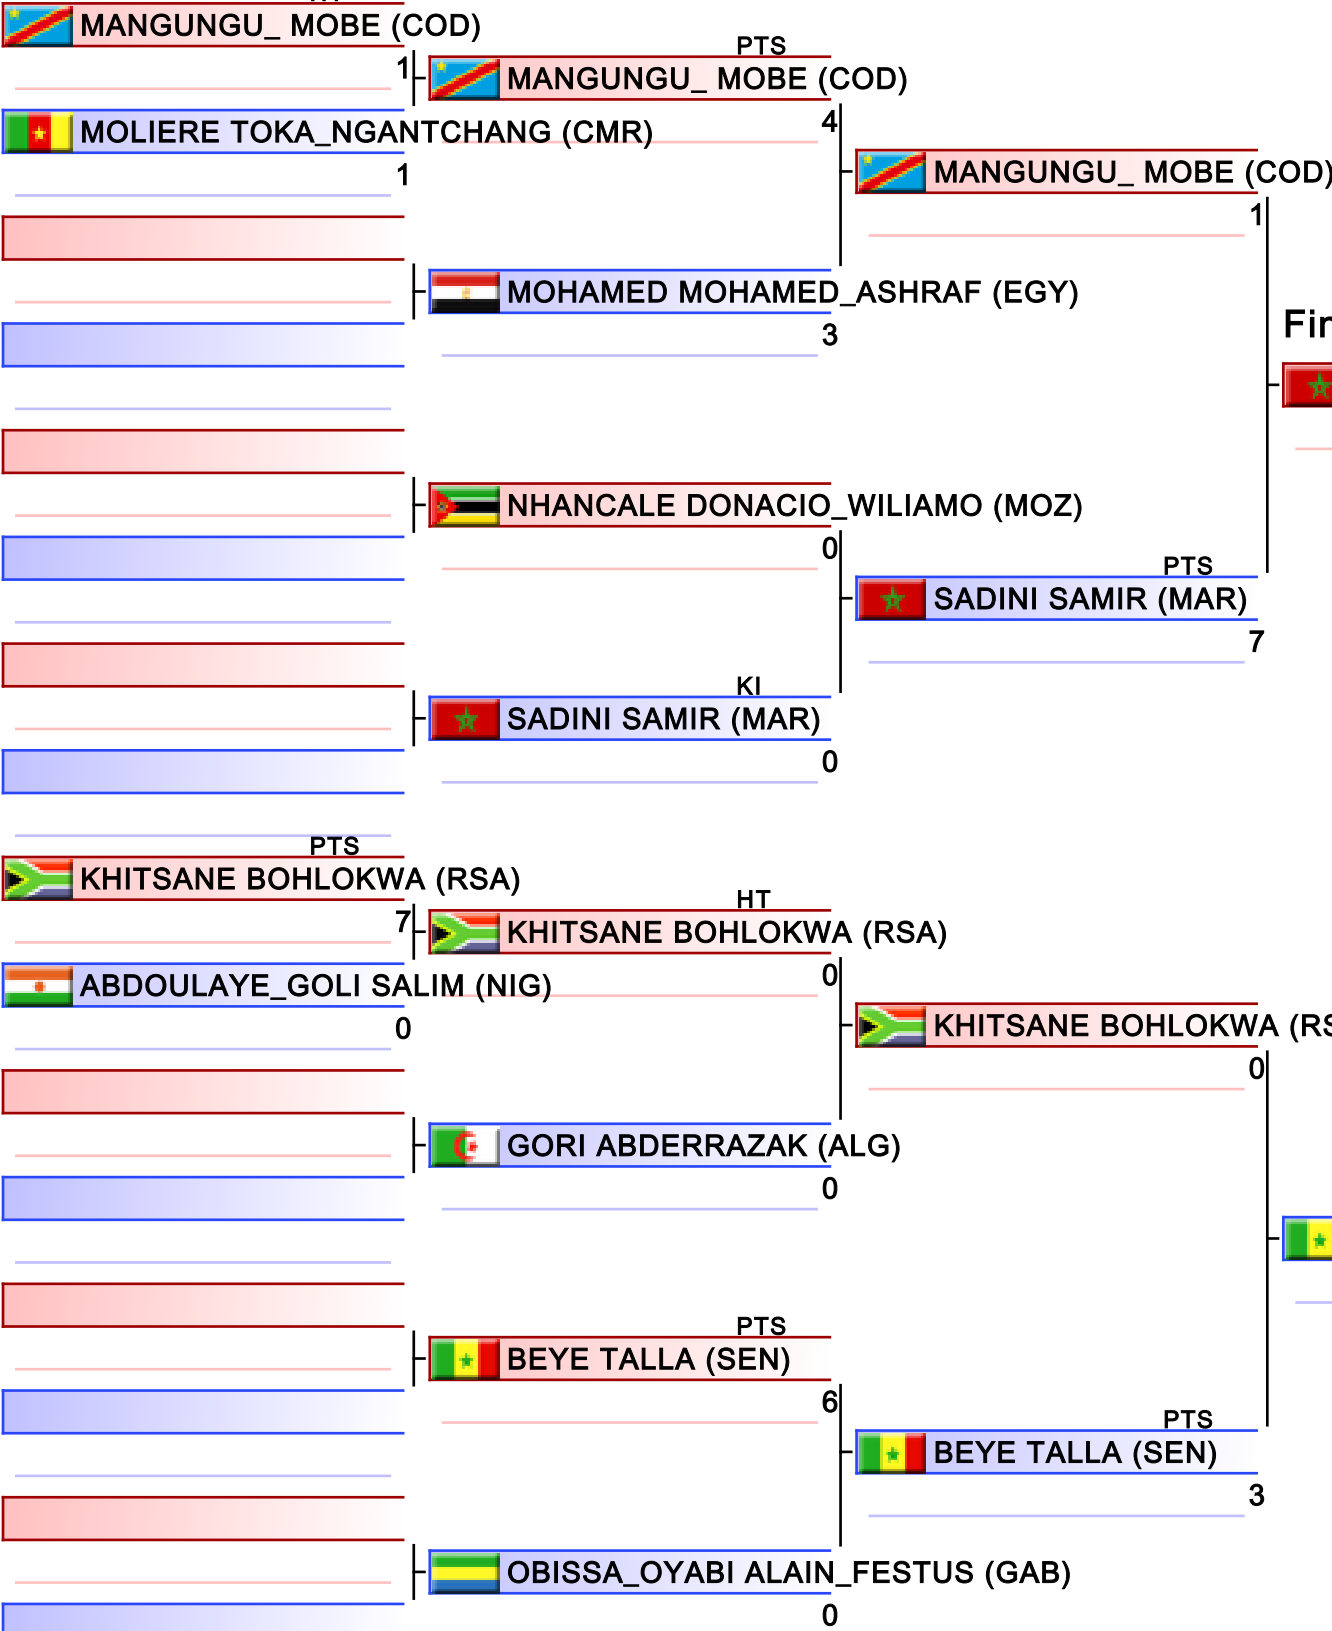 MANGUNGU_ MOBE (COD)
1
MOLIERE TOKA_NGANTCHANG (CMR)
1
PTS
MANGUNGU_ MOBE (COD)
4
MOHAMED MOHAMED_ASHRAF (EGY)
3
MANGUNGU_ MOBE (COD)
1
NHANCALE DONACIO_WILIAMO (MOZ)
0
KI
SADINI SAMIR (MAR)
0
PTS
SADINI SAMIR (MAR)
7
Fin
PTS
KHITSANE BOHLOKWA (RSA)
7
ABDOULAYE_GOLI SALIM (NIG)
0
HT
KHITSANE BOHLOKWA (RSA)
0
GORI ABDERRAZAK (ALG)
0
KHITSANE BOHLOKWA (RS
0
PTS
BEYE TALLA (SEN)
6
OBISSA_OYABI ALAIN_FESTUS (GAB)
0
PTS
BEYE TALLA (SEN)
3